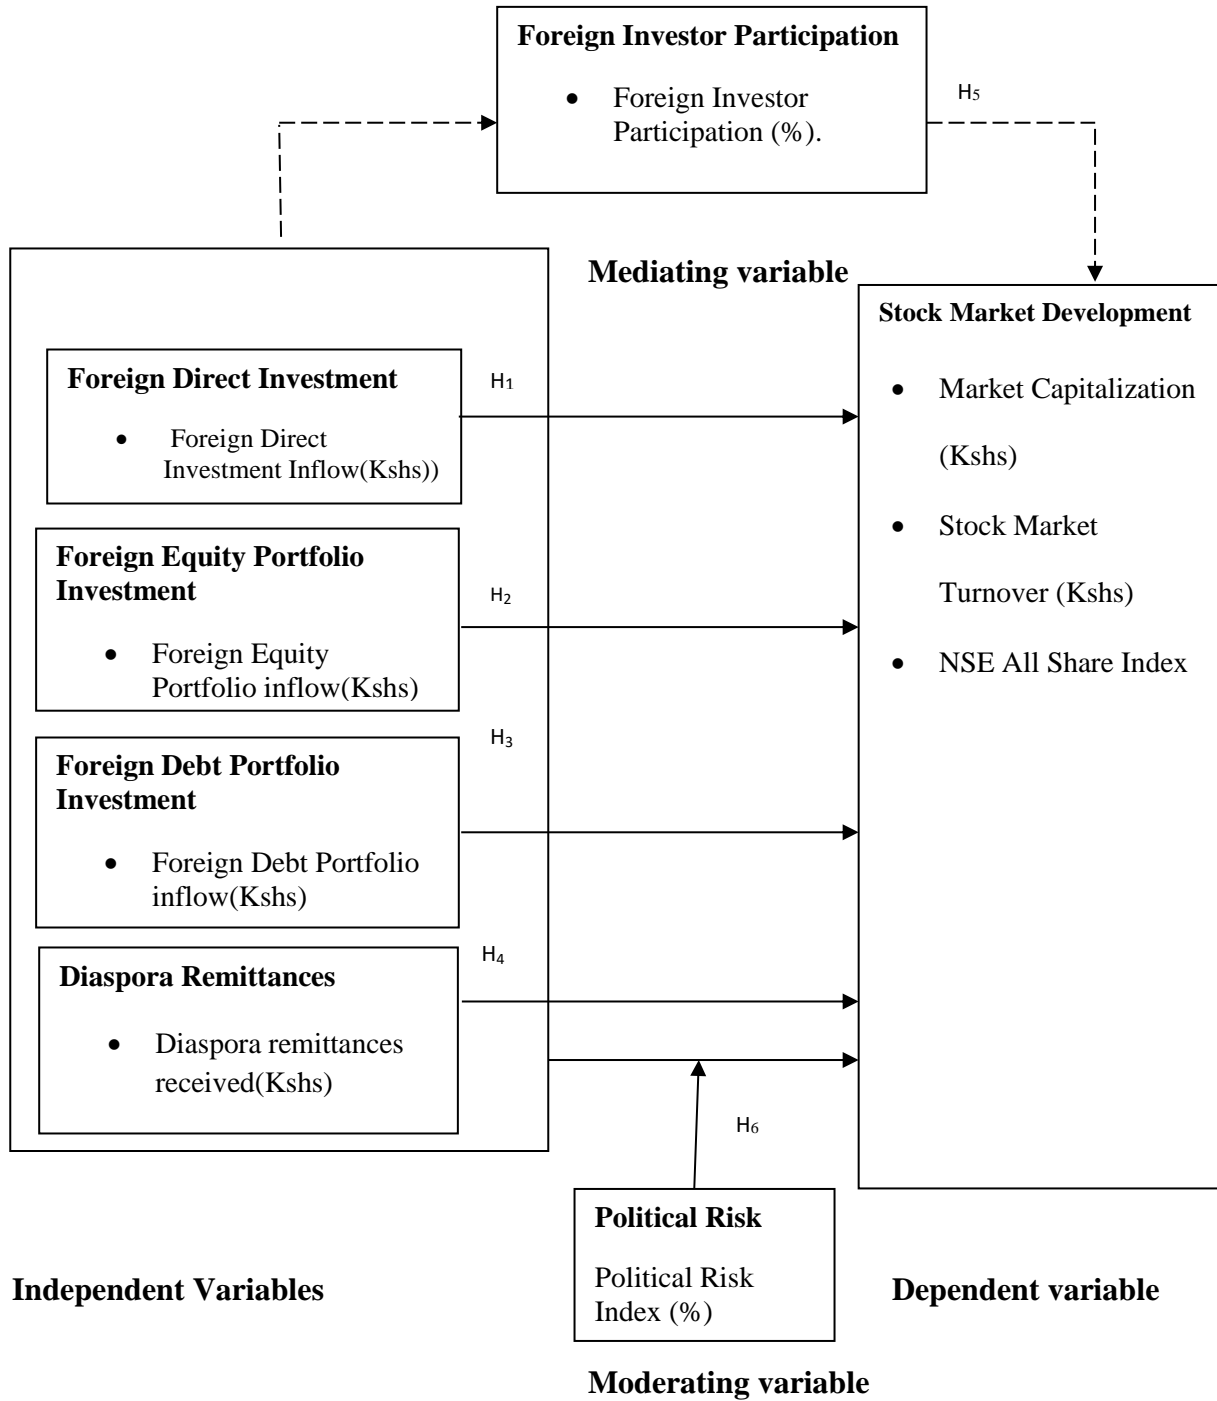 Foreign Investor Participation
• Foreign Investor
Participation (%).
H5
Mediating variable
Foreign Direct Investment
• Foreign Direct
Investment Inflow(Kshs))
H1
Foreign Equity Portfolio
Investment
• Foreign Equity
Portfolio inflow(Kshs)
H2
Foreign Debt Portfolio
Investment
• Foreign Debt Portfolio
inflow(Kshs)
H3
Diaspora Remittances
• Diaspora remittances
received(Kshs)
H4
Stock Market Development
• Market Capitalization
(Kshs)
• Stock Market
Turnover (Kshs)
• NSE All Share Index
H6
Political Risk
Political Risk
Index (%)
Independent Variables
Dependent variable
Moderating variable